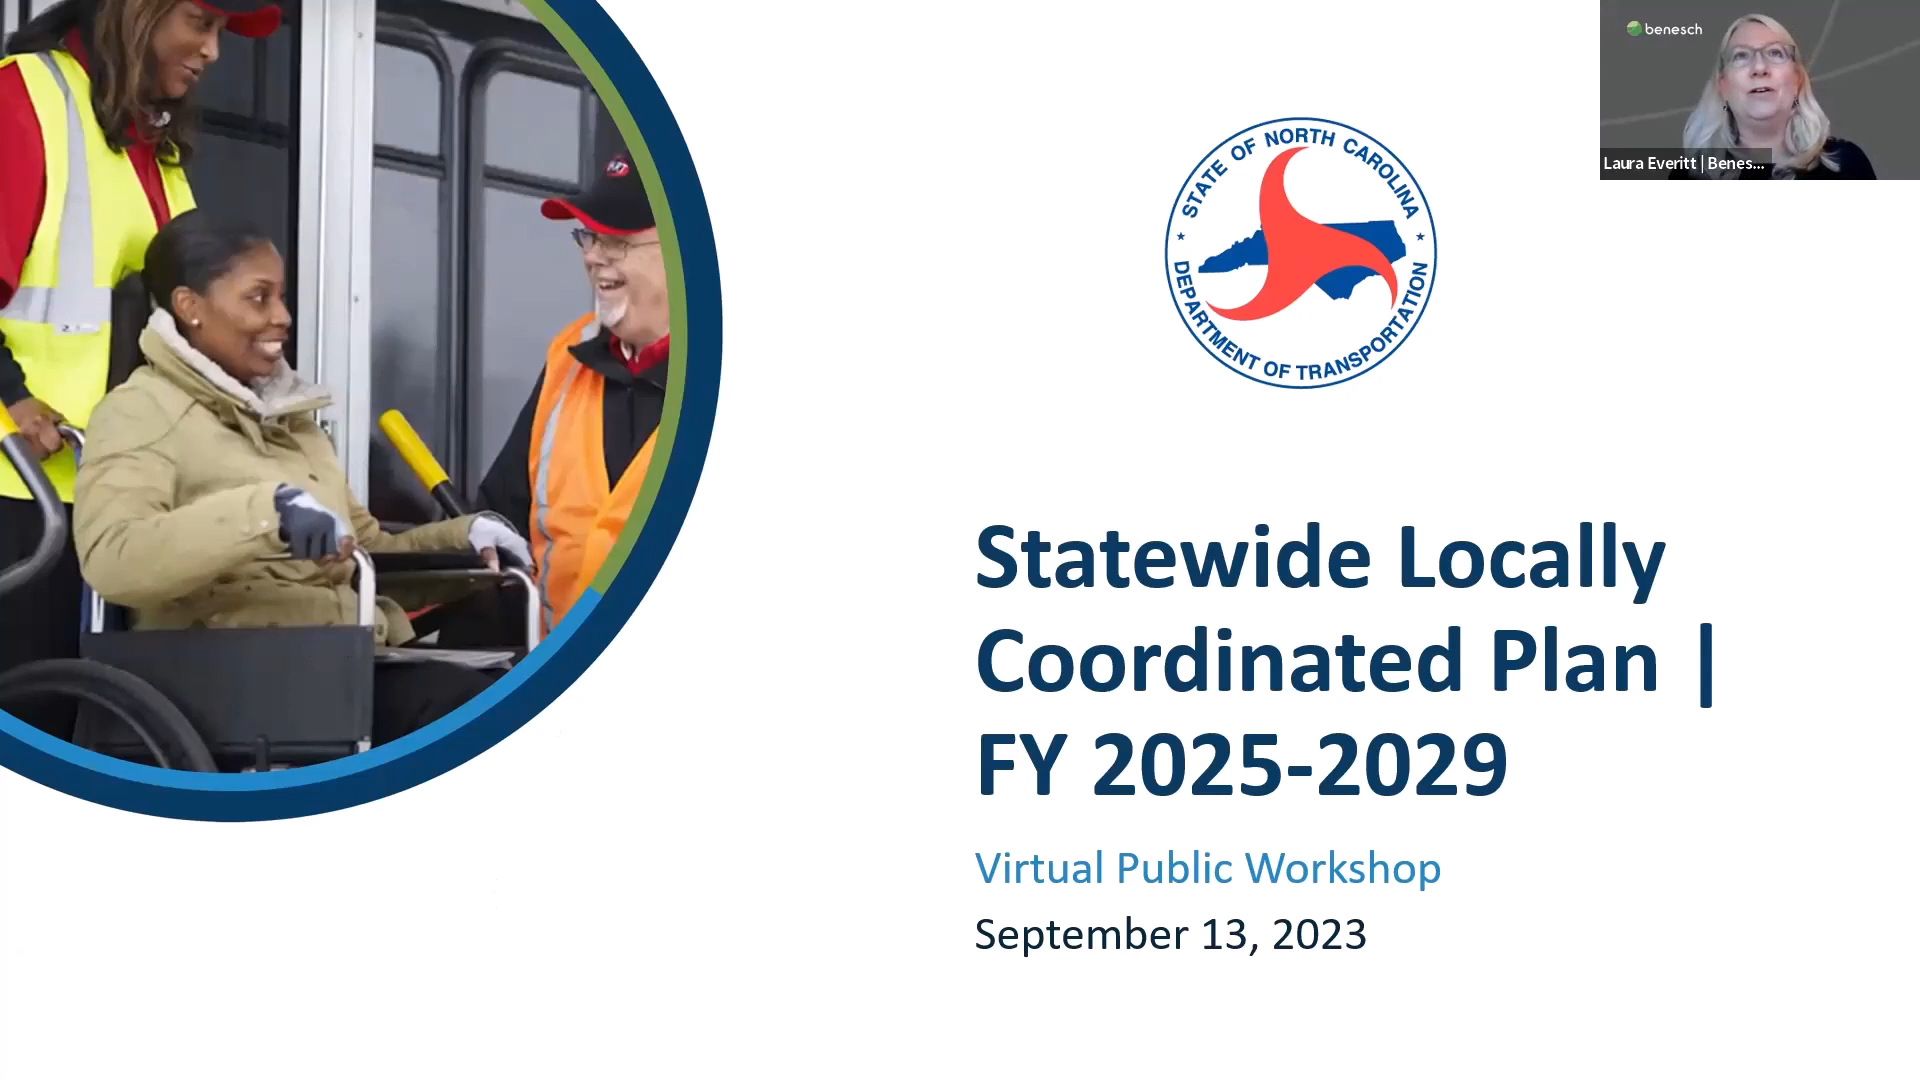 benesch
Laura Everitt | Benes...
STATE OF NORTH CAROLINA
DEPARTMENT OF TRANSPORTATION
Statewide Locally
Coordinated Plan |
FY 2025-2029
Virtual Public Workshop
September 13, 2023